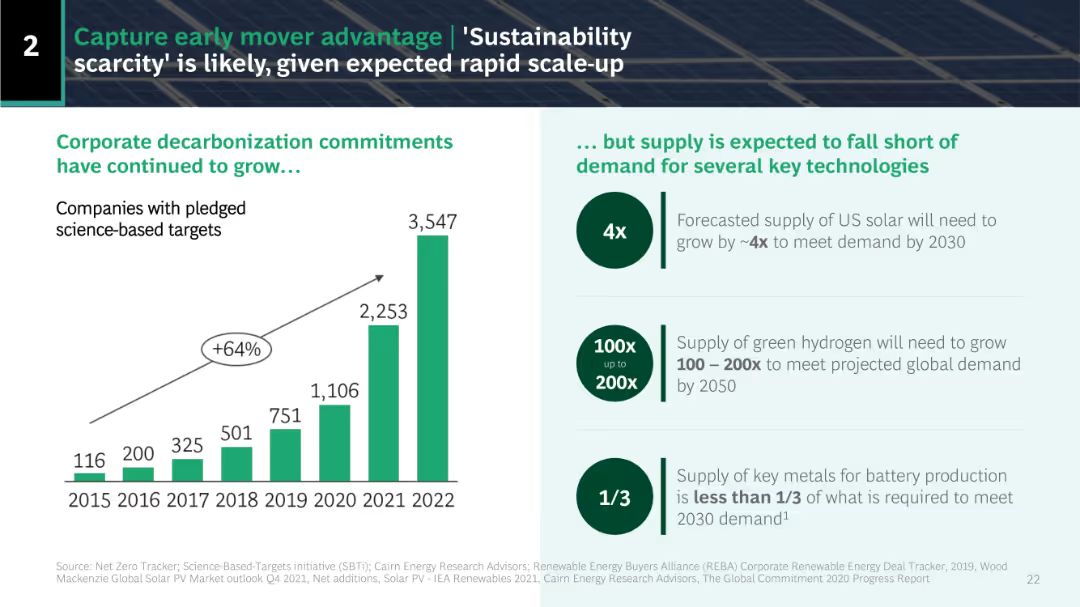 2
Capture early mover advantage | 'Sustainability
scarcity' is likely, given expected rapid scale-up
Corporate decarbonization commitments
have continued to grow...
Companies with pledged
science-based targets
3,547
2,253
+64%
1,106
751
501
325
200
116
2015 2016 2017 2018 2019 2020 2021 2022
... but supply is expected to fall short of
demand for several key technologies
4x
Forecasted supply of US solar will need to
grow by ~4x to meet demand by 2030
100x
up to
200x
Supply of green hydrogen will need to grow
100 – 200x to meet projected global demand
by 2050
1/3
Supply of key metals for battery production
is less than 1/3 of what is required to meet
2030 demand¹
Source: Net Zero Tracker; Science-Based-Targets initiative (SBTi); Cairn Energy Research Advisors; Renewable Energy Buyers Alliance (REBA) Corporate Renewable Energy Deal Tracker, 2019, Wood
Mackenzie Global Solar PV Market outlook Q4 2021, Net additions, Solar PV - IEA Renewables 2021, Cairn Energy Research Advisors, The Global Commitment 2020 Progress Report
22